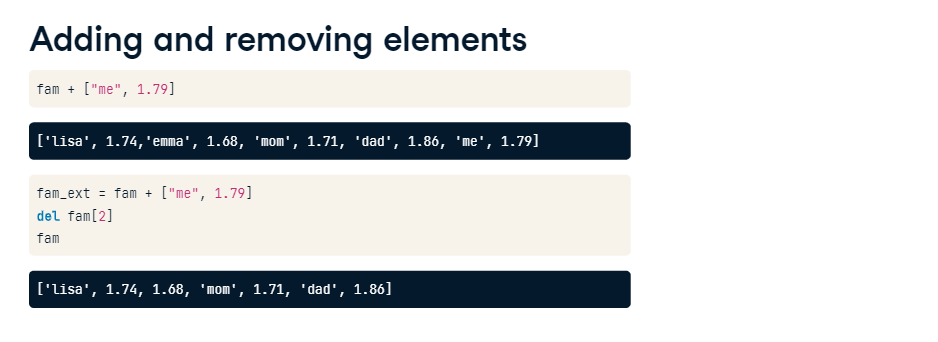 Adding and removing elements
fam + ["me", 1.79]
['lisa', 1.74,'emma', 1.68, 'mom', 1.71, 'dad', 1.86, 'me', 1.79]
fam_ext = fam + ["me", 1.79]
del fam[2]
fam
['lisa', 1.74, 1.68, 'mom', 1.71, 'dad', 1.86]